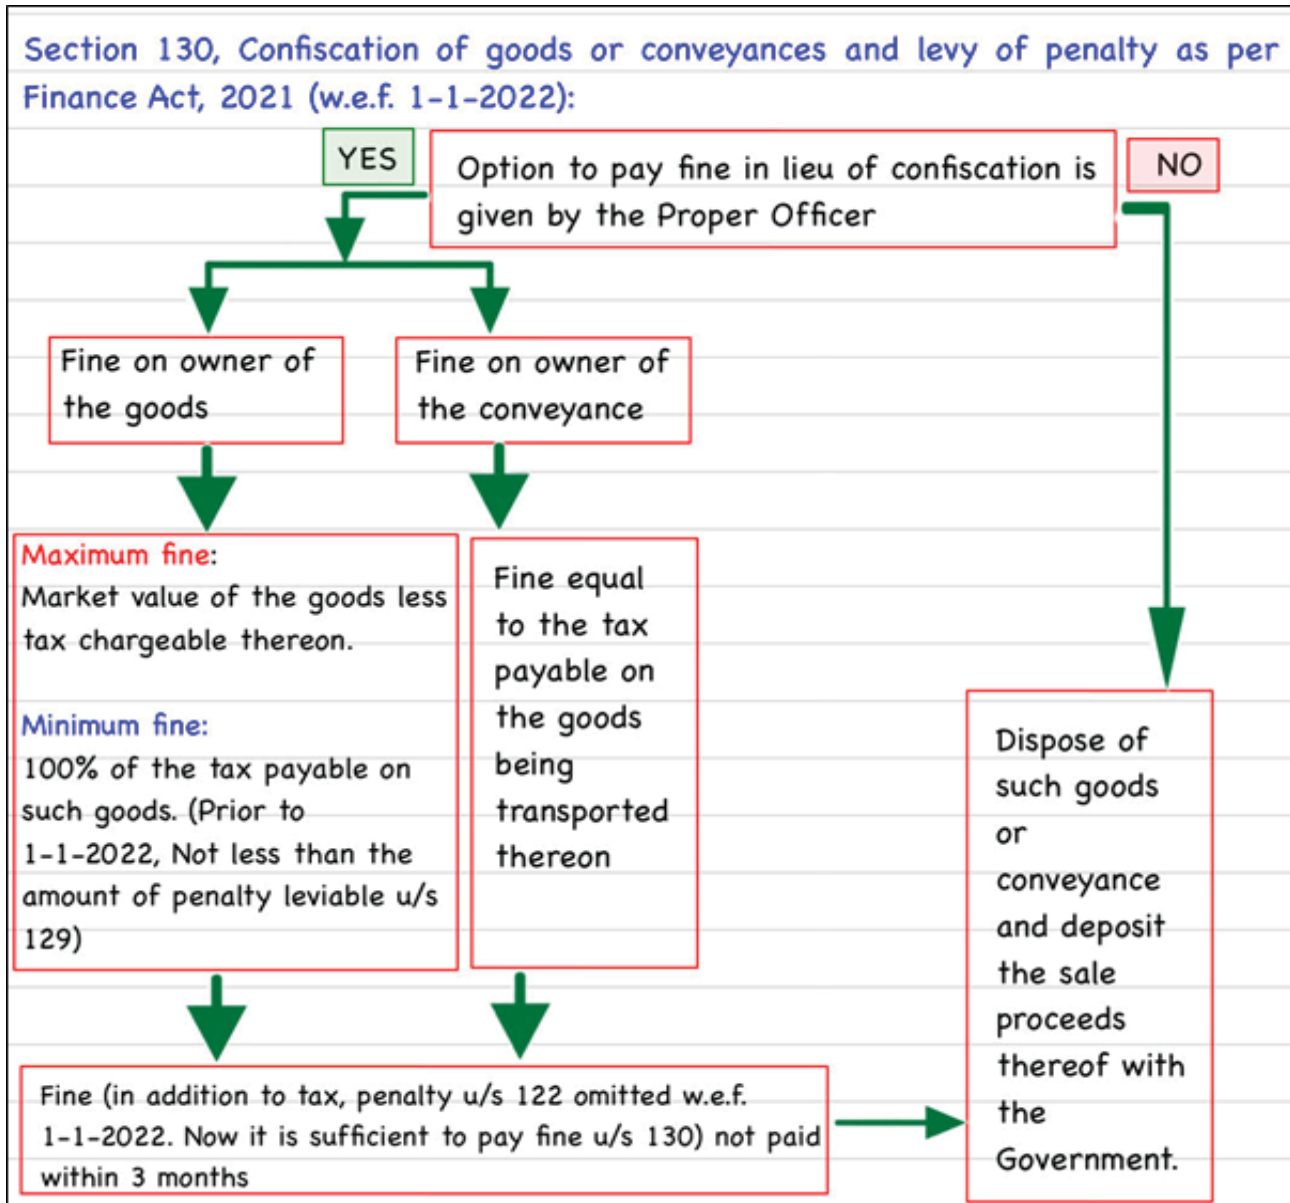 Section 130, Confiscation of goods or conveyances and levy of penalty as per
Finance Act, 2021 (w.e.f. 1-1-2022):
YES
Option to pay fine in lieu of confiscation is
given by the Proper Officer
NO
Fine on owner of
the goods
Fine on owner of
the conveyance
Maximum fine:
Market value of the goods less
tax chargeable thereon.
Minimum fine:
100% of the tax payable on
such goods. (Prior to
1-1-2022, Not less than the
amount of penalty leviable u/s
129)
Fine equal
to the tax
payable on
the goods
being
transported
thereon
Dispose of
such goods
or
conveyance
and deposit
the sale
proceeds
thereof with
the
Government.
Fine (in addition to tax, penalty u/s 122 omitted w.e.f.
1-1-2022. Now it is sufficient to pay fine u/s 130) not paid
within 3 months